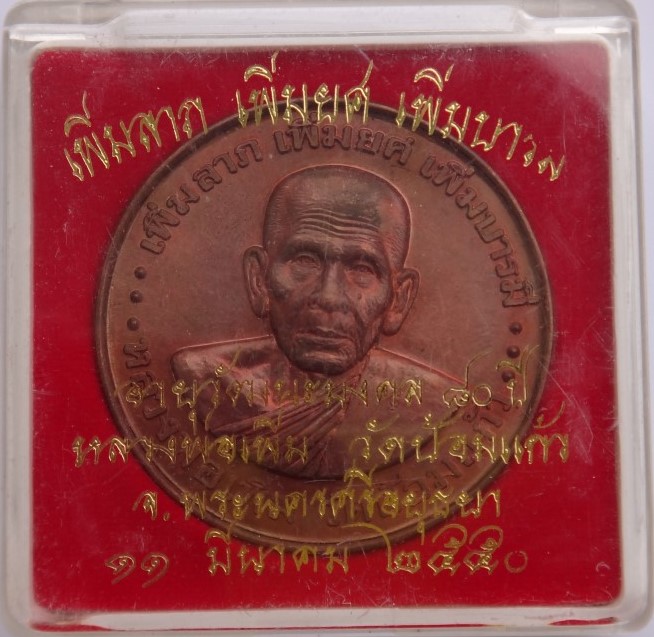 เพิ่มลาภ เพิ่มยศ เพิ่มบารมี
เพิ่มลาภ เพิ่มยศ เพิ่มบารมี
อายุวัฒนะมงคล ๘๐ ปี
หลวงพ่อเพิ่ม วัดป้อมแก้ว
จ.พระนครศรีอยุธยา
๑๑ มีนาคม ๒๕๕๐